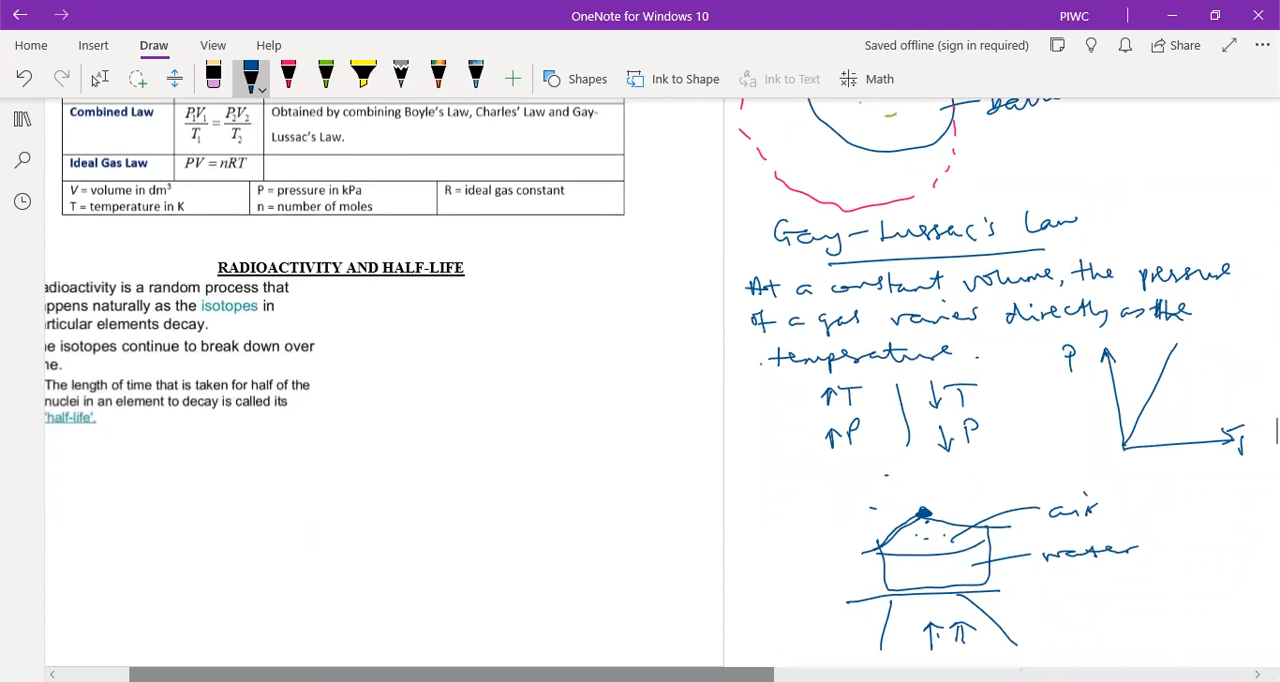 OneNote for Windows 10
PIWC
Home Insert Draw View Help
Saved offline (sign in required)
Share
Shapes
Ink to Shape
Ink to Text
Math
Combined Law
P₁V₁/T₁ = P₂V₂/T₂
Obtained by combining Boyle's Law, Charles' Law and Gay-
Lussac's Law.
Ideal Gas Law
PV = nRT
V = volume in dm³
T = temperature in K
P = pressure in kPa
n = number of moles
R = ideal gas constant
RADIOACTIVITY AND HALF-LIFE
adioactivity is a random process that
ppens naturally as the isotopes in
rticular elements decay.
e isotopes continue to break down over
ne.
The length of time that is taken for half of the
nuclei in an element to decay is called its
'half-life'.
Gay-Lussac's Law
At a constant volume, the pressure
of a gas varies directly as the
temperature.
↑T ↓T
↑P ↓P
P
T
air
water